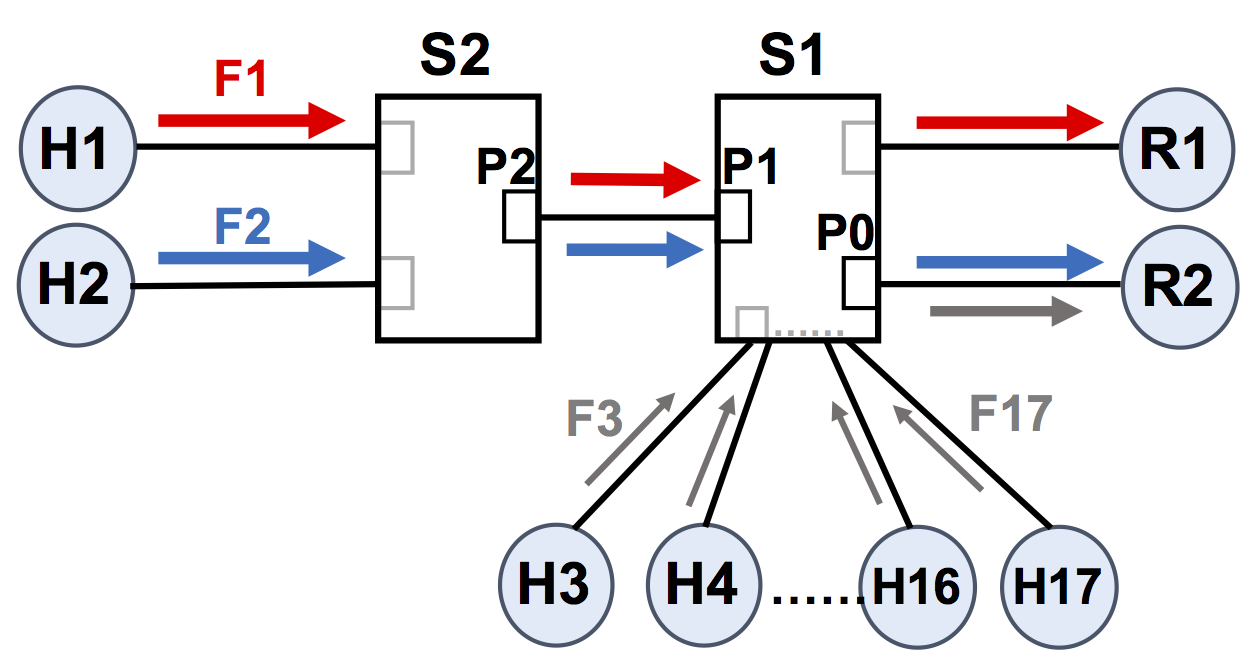 S2
S1
F1
H1
R1
P2
P1
F2
P0
H2
R2
F3
F17
H3
H4
......
H16
H17
......